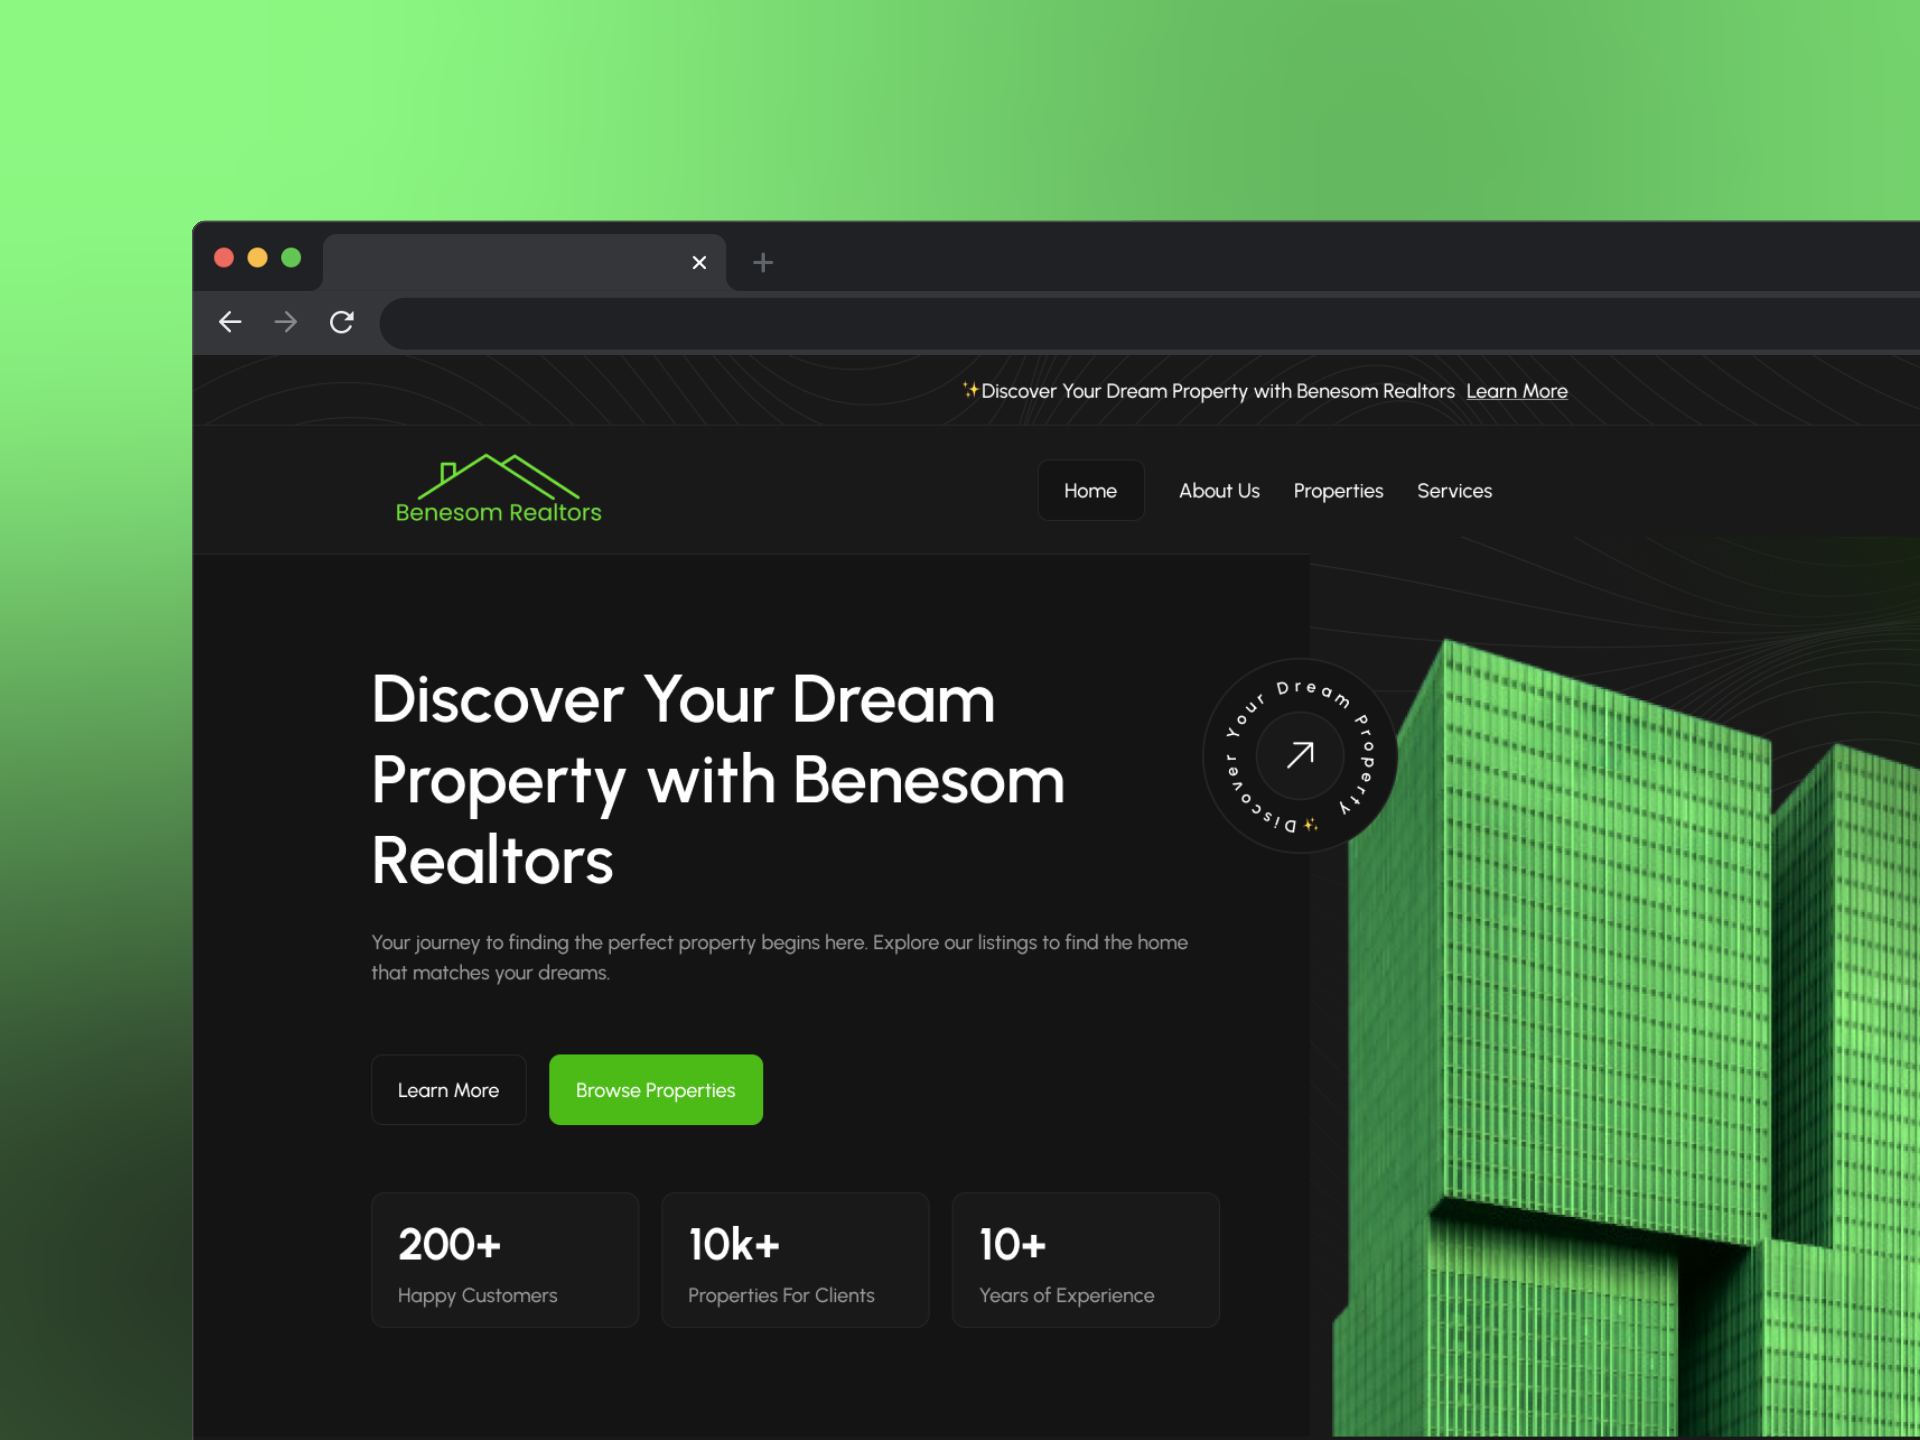 ✨Discover Your Dream Property with Benesom Realtors Learn More
Benesom Realtors
Home About Us Properties Services
Discover Your Dream
Property with Benesom
Realtors
✨Discover Your Dream Property
Your journey to finding the perfect property begins here. Explore our listings to find the home
that matches your dreams.
Learn More Browse Properties
200+ 10k+ 10+
Happy Customers Properties For Clients Years of Experience